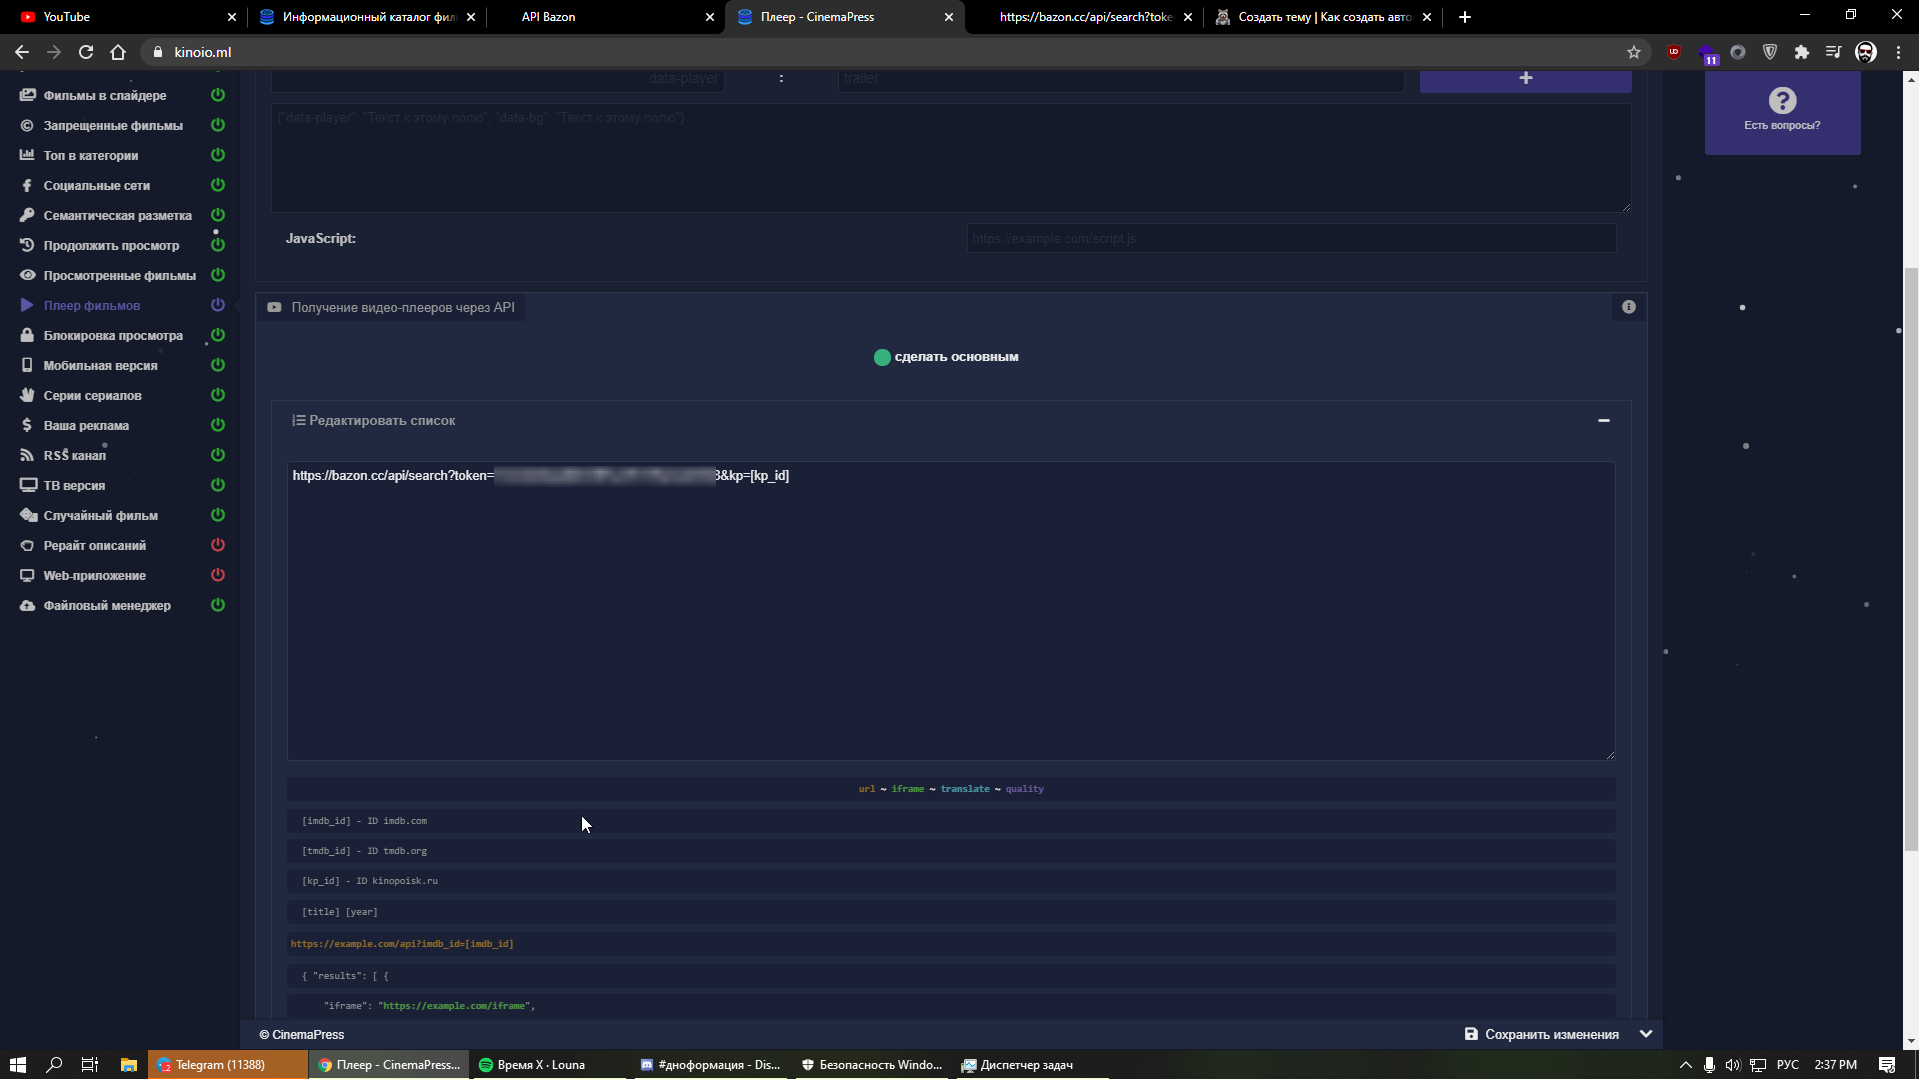 YouTube
Информационный каталог фил
API Bazon
Плеер - CinemaPress
https://bazon.cc/api/search?toke
Создать тему | Как создать авто
kinoio.ml
11
Фильмы в слайдере
Запрещенные фильмы
Топ в категории
Социальные сети
Семантическая разметка
Продолжить просмотр
Просмотренные фильмы
Плеер фильмов
Блокировка просмотра
Мобильная версия
Серии сериалов
Ваша реклама
RSS канал
ТВ версия
Случайный фильм
Рерайт описаний
Web-приложение
Файловый менеджер
data-player : trailer +
{"data-player": "Текст к этому полю", "data-bg": "Текст к этому полю"}
JavaScript: https://example.com/script.js
Есть вопросы?
Получение видео-плееров через API
сделать основным
Редактировать список
https://bazon.cc/api/search?token= 3&kp=[kp_id]
url ~ iframe ~ translate ~ quality
[imdb_id] - ID imdb.com
[tmdb_id] - ID tmdb.org
[kp_id] - ID kinopoisk.ru
[title] [year]
https://example.com/api?imdb_id=[imdb_id]
{ "results": [ {
"iframe": "https://example.com/iframe",
© CinemaPress
Сохранить изменения
Telegram (11388)
Плеер - CinemaPress...
Время X · Louna
#дноформация - Dis...
Безопасность Windo...
Диспетчер задач
РУС
2:37 PM